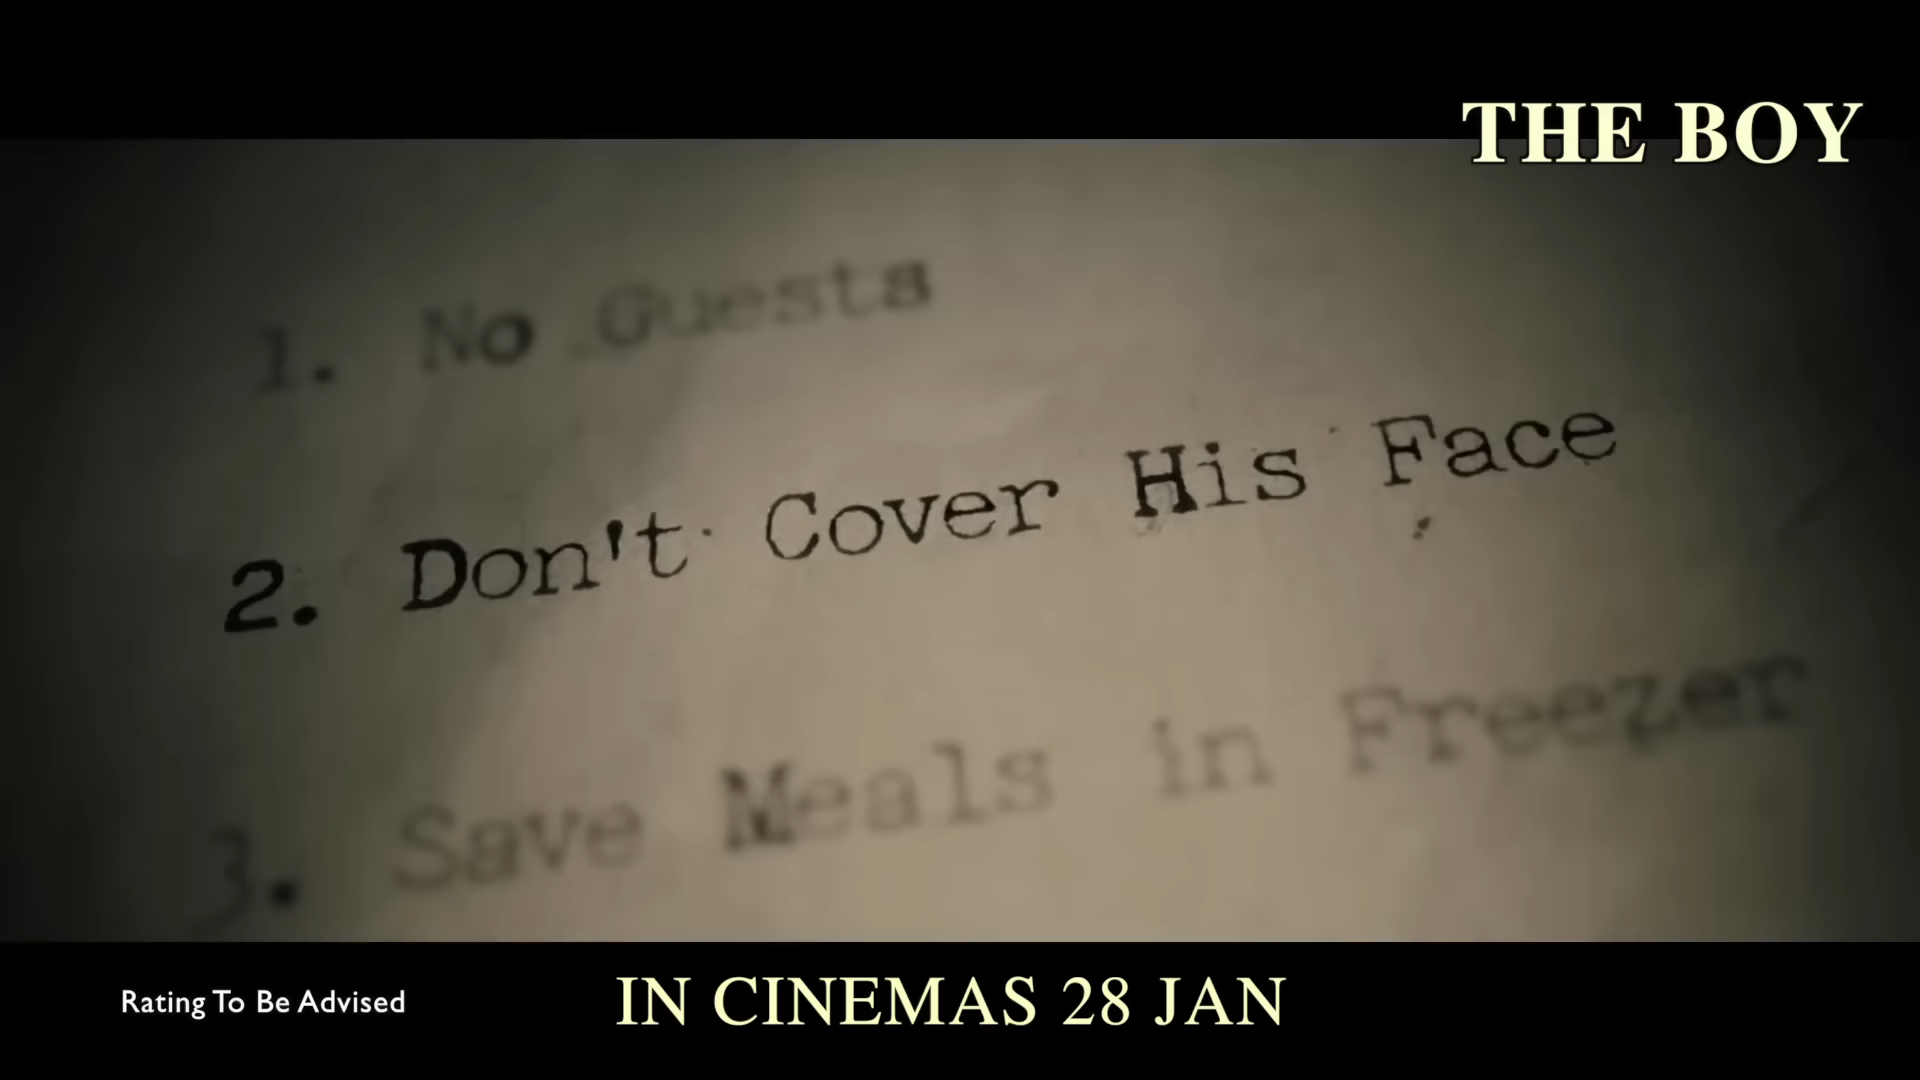 THE BOY
1. No Guests
2. Don't Cover His Face
3. Save Meals in Freezer
Rating To Be Advised
IN CINEMAS 28 JAN